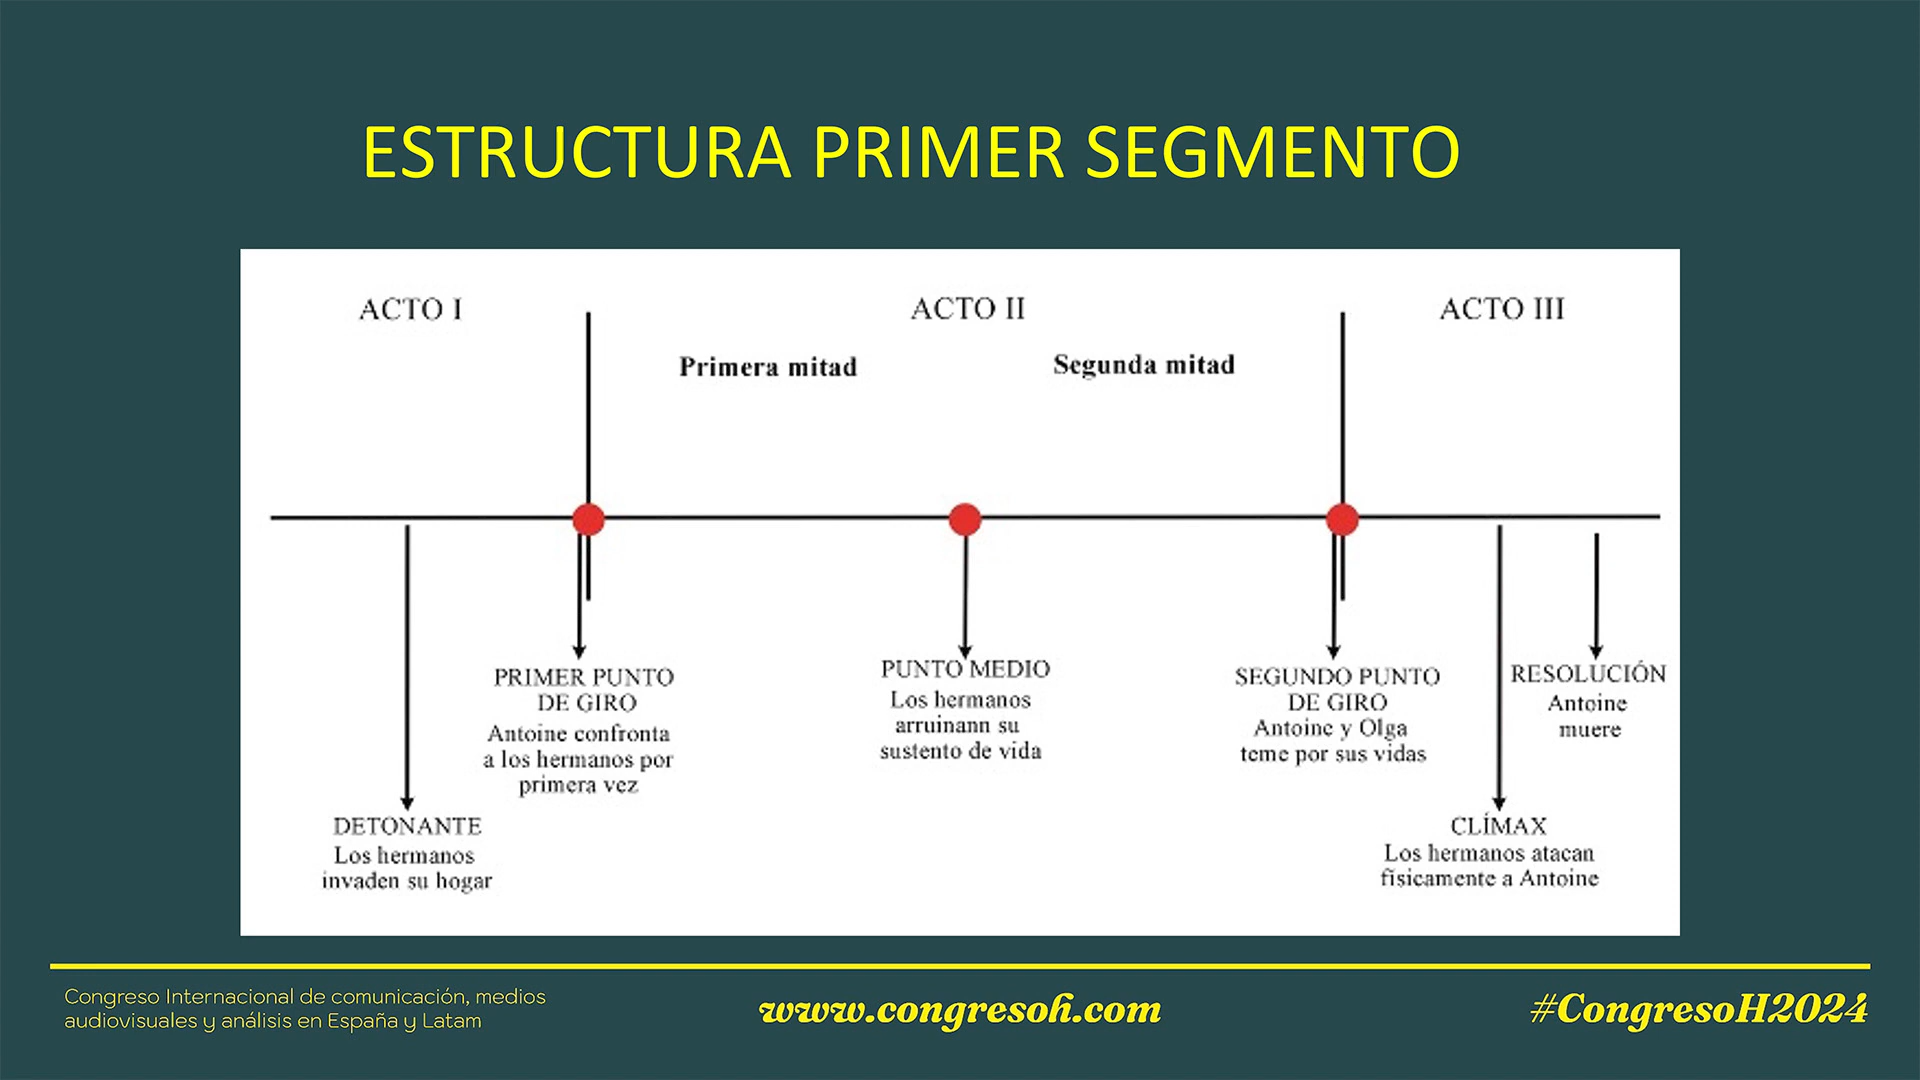 ESTRUCTURA PRIMER SEGMENTO
ACTO I
ACTO II
ACTO III
Primera mitad
Segunda mitad
DETONANTE
Los hermanos
invaden su hogar
PRIMER PUNTO
DE GIRO
Antoine confronta
a los hermanos por
primera vez
PUNTO MEDIO
Los hermanos
arruinann su
sustento de vida
SEGUNDO PUNTO
DE GIRO
Antoine y Olga
teme por sus vidas
CLÍMAX
Los hermanos atacan
físicamente a Antoine
RESOLUCIÓN
Antoine
muere
Congreso Internacional de comunicación, medios
audiovisuales y análisis en España y Latam
www.congresoh.com
#CongresoH2024